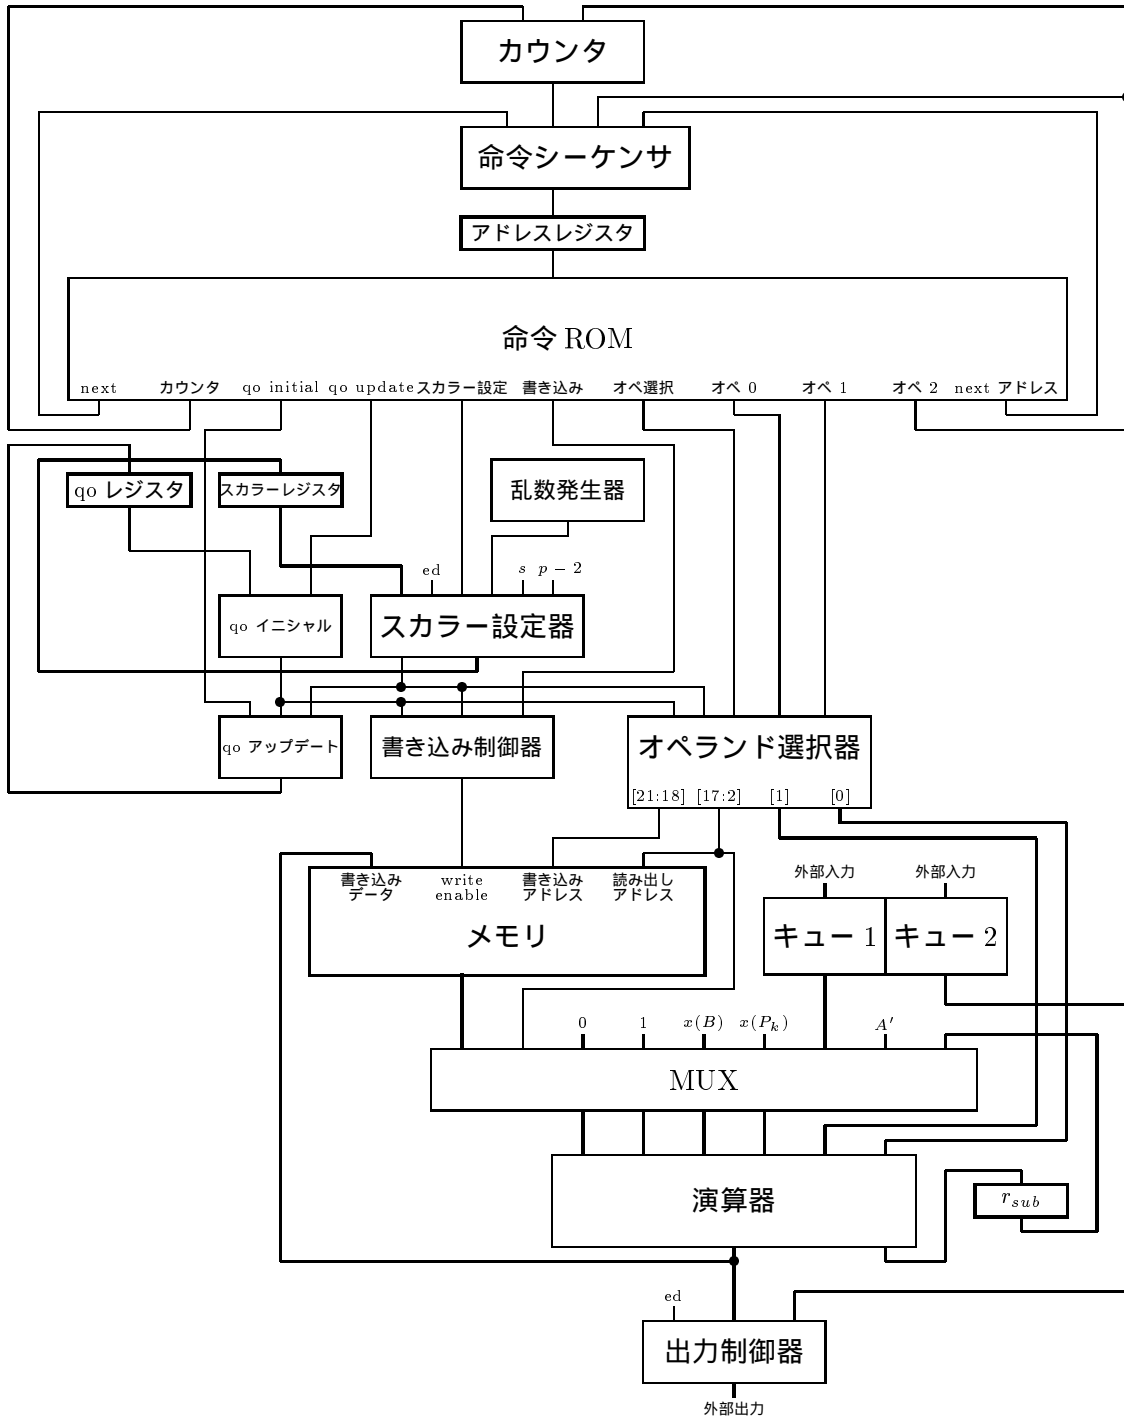 カウンタ
命令シーケンサ
アドレスレジスタ
命令 ROM
next カウンタ qo initial qo update スカラー設定 書き込み オペ選択 オペ 0 オペ 1 オペ 2 next アドレス
qo レジスタ スカラーレジスタ 乱数発生器
ed s p − 2
qo イニシャル スカラー設定器
qo アップデート 書き込み制御器 オペランド選択器
[21:18] [17:2] [1] [0]
外部入力 外部入力
書き込み write 書き込み 読み出し
データ enable アドレス アドレス
メモリ キュー 1 キュー 2
0 1 x(B) x(P_k) A′
MUX
演算器 r_sub
ed
出力制御器
外部出力